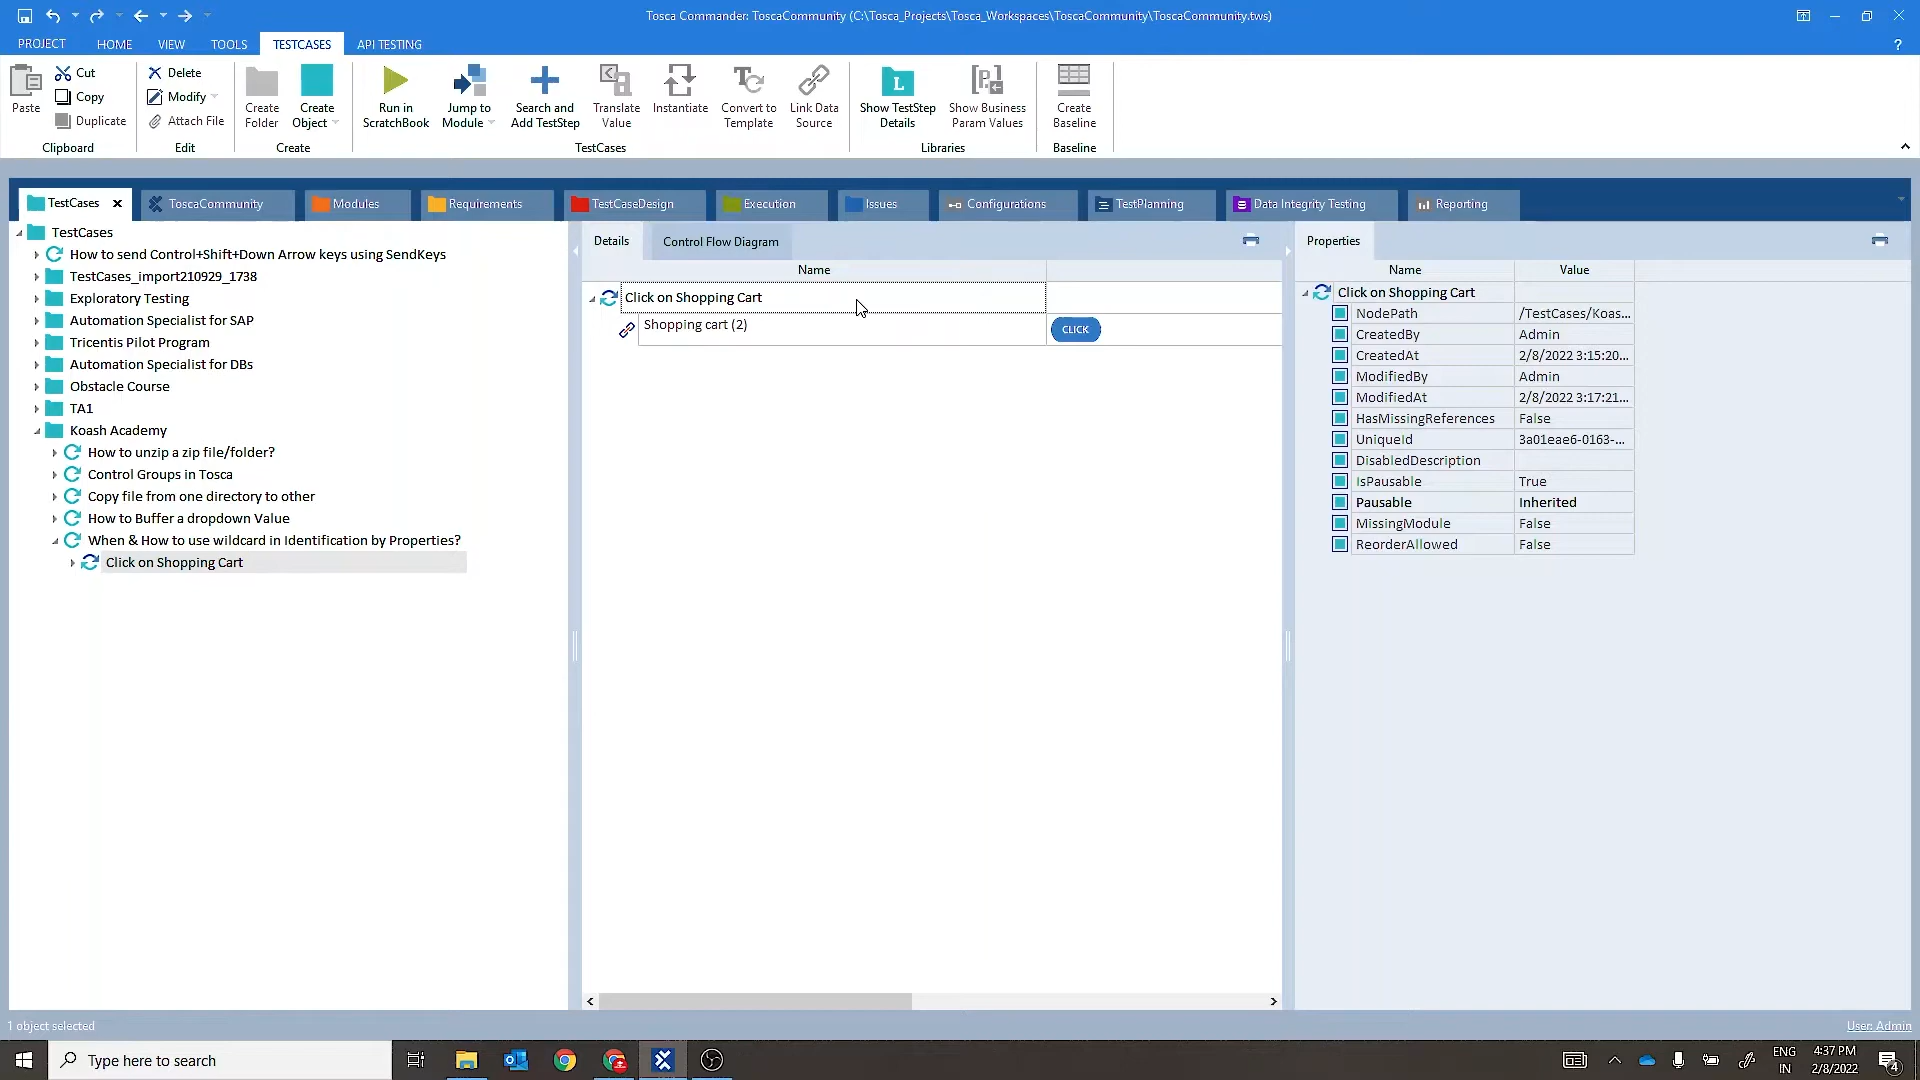 Tosca Commander: ToscaCommunity (C:\Tosca_Projects\Tosca_Workspaces\ToscaCommunity\ToscaCommunity.tws)
PROJECT HOME VIEW TOOLS TESTCASES API TESTING ?
Paste
Cut
Copy
Duplicate
Clipboard
Delete
Modify
Attach File
Edit
Create Folder
Create Object
Create
Run in ScratchBook
Jump to Module
Search and Add TestStep
Translate Value
Instantiate
Convert to Template
Link Data Source
TestCases
Show TestStep Details
Show Business Param Values
Libraries
Create Baseline
Baseline
TestCases ToscaCommunity Modules Requirements TestCaseDesign Execution Issues Configurations TestPlanning Data Integrity Testing Reporting
TestCases
How to send Control+Shift+Down Arrow keys using SendKeys
TestCases_import210929_1738
Exploratory Testing
Automation Specialist for SAP
Tricentis Pilot Program
Automation Specialist for DBs
Obstacle Course
TA1
Koash Academy
How to unzip a zip file/folder?
Control Groups in Tosca
Copy file from one directory to other
How to Buffer a dropdown Value
When & How to use wildcard in Identification by Properties?
Click on Shopping Cart
Details Control Flow Diagram
Name
Click on Shopping Cart
Shopping cart (2) CLICK
Properties
Name Value
Click on Shopping Cart
NodePath /TestCases/Koas...
CreatedBy Admin
CreatedAt 2/8/2022 3:15:20...
ModifiedBy Admin
ModifiedAt 2/8/2022 3:17:21...
HasMissingReferences False
UniqueId 3a01eae6-0163-...
DisabledDescription
IsPausable True
Pausable Inherited
MissingModule False
ReorderAllowed False
1 object selected
User: Admin
Type here to search
ENG
IN
4:37 PM
2/8/2022
4